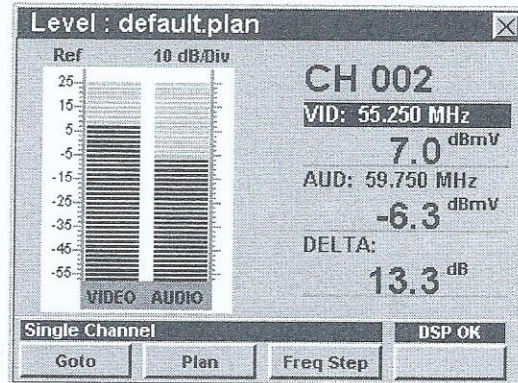 Level : default.plan
Ref 10 dB/Div
25
15
5
-5
-15
-25
-35
-45
-55
VIDEO AUDIO
CH 002
VID: 55.250 MHz
7.0 dBmV
AUD: 59.750 MHz
-6.3 dBmV
DELTA:
13.3 dB
Single Channel DSP OK
Goto Plan Freq Step